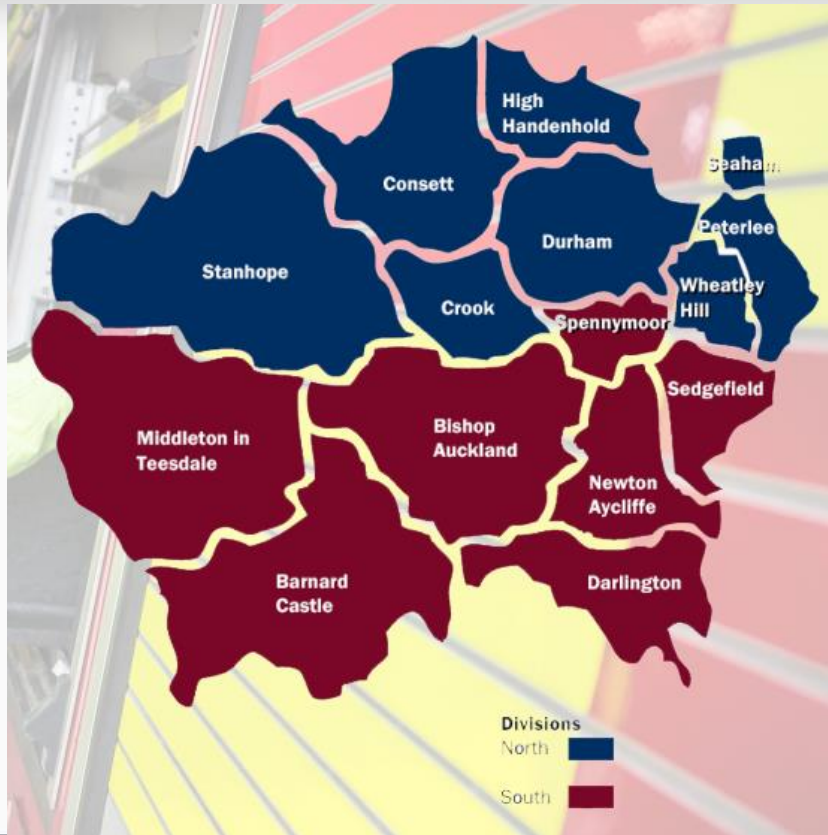 High
Handenhold
Seaham
Consett
Peterlee
Durham
Stanhope
Wheatley
Hill
Crook
Spennymoor
Sedgefield
Middleton in
Teesdale
Bishop
Auckland
Newton
Aycliffe
Barnard
Castle
Darlington
Divisions
North
South